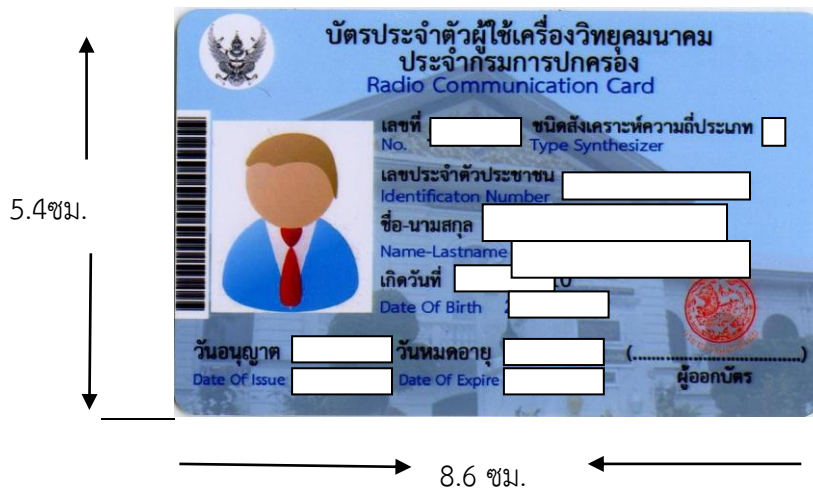 บัตรประจำตัวผู้ใช้เครื่องวิทยุคมนาคม
ประจำกรมการปกครอง
Radio Communication Card
เลขที่ ชนิดสังเคราะห์ความถี่ประเภท
No. Type Synthesizer
เลขประจำตัวประชาชน
Identificaton Number
5.4ซม.
ชื่อ-นามสกุล
Name-Lastname
เกิดวันที่
Date Of Birth
วันอนุญาต วันหมดอายุ (............................)
Date Of Issue Date Of Expire ผู้ออกบัตร
8.6 ซม.